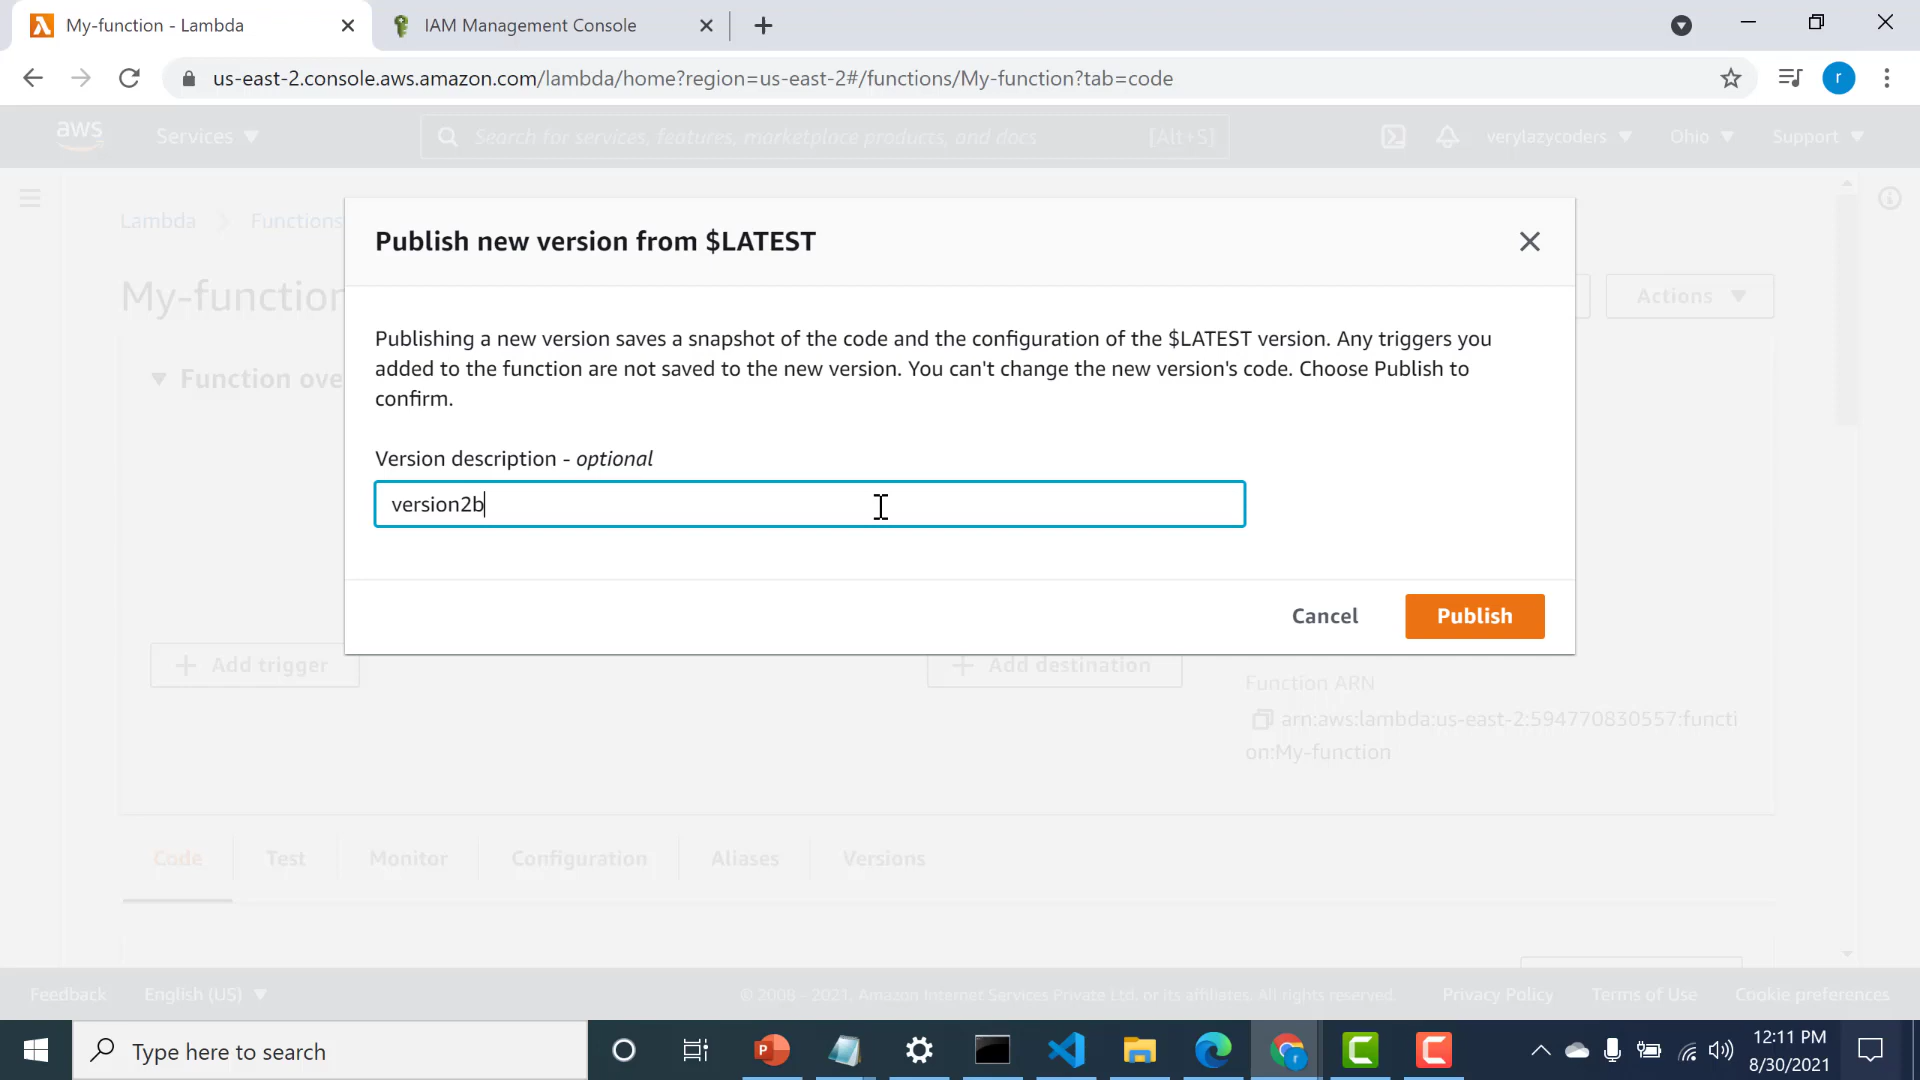 My-function - Lambda
IAM Management Console
us-east-2.console.aws.amazon.com/lambda/home?region=us-east-2#/functions/My-function?tab=code
r
aws
Services
Search for services, features, marketplace products, and docs
[Alt+S]
verylazycoders
Ohio
Support
Lambda
Functions
My-function
Actions
Function ove
Publish new version from $LATEST
Publishing a new version saves a snapshot of the code and the configuration of the $LATEST version. Any triggers you
added to the function are not saved to the new version. You can't change the new version's code. Choose Publish to
confirm.
Version description - optional
version2b
Cancel
Publish
Add trigger
Add destination
Function ARN
arn:aws:lambda:us-east-2:594770830557:functi
on:My-function
Code
Test
Monitor
Configuration
Aliases
Versions
Feedback
English (US)
© 2008 - 2021, Amazon Internet Services Private Ltd. or its affiliates. All rights reserved.
Privacy Policy
Terms of Use
Cookie preferences
Type here to search
12:11 PM
8/30/2021